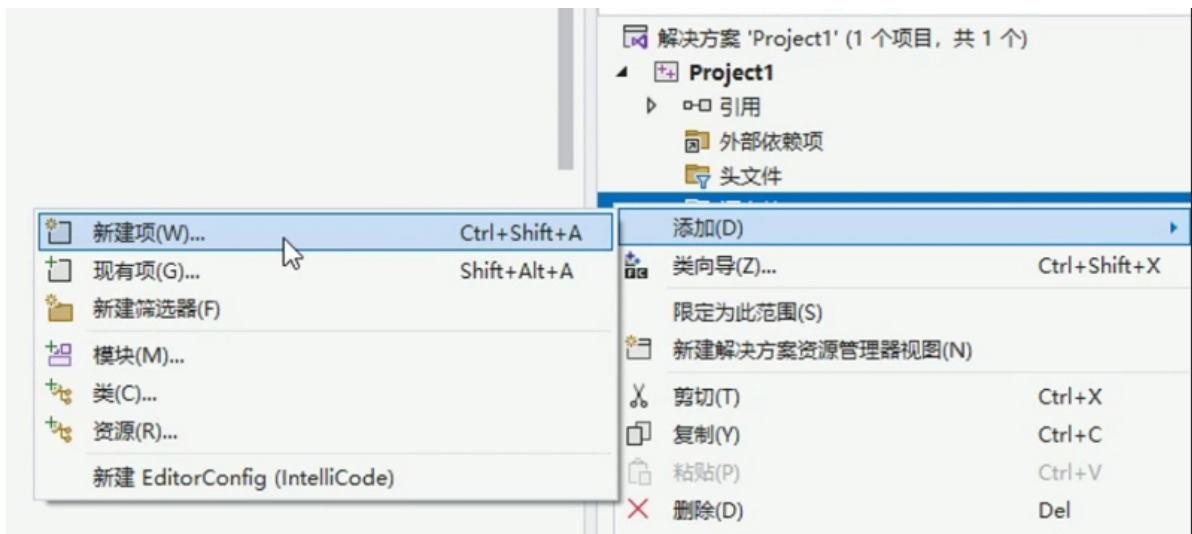 解决方案 'Project1' (1 个项目，共 1 个)
Project1
引用
外部依赖项
头文件
新建项(W)... Ctrl+Shift+A
现有项(G)... Shift+Alt+A
新建筛选器(F)
模块(M)...
类(C)...
资源(R)...
新建 EditorConfig (IntelliCode)
添加(D)
类向导(Z)... Ctrl+Shift+X
限定为此范围(S)
新建解决方案资源管理器视图(N)
剪切(T) Ctrl+X
复制(Y) Ctrl+C
粘贴(P) Ctrl+V
删除(D) Del